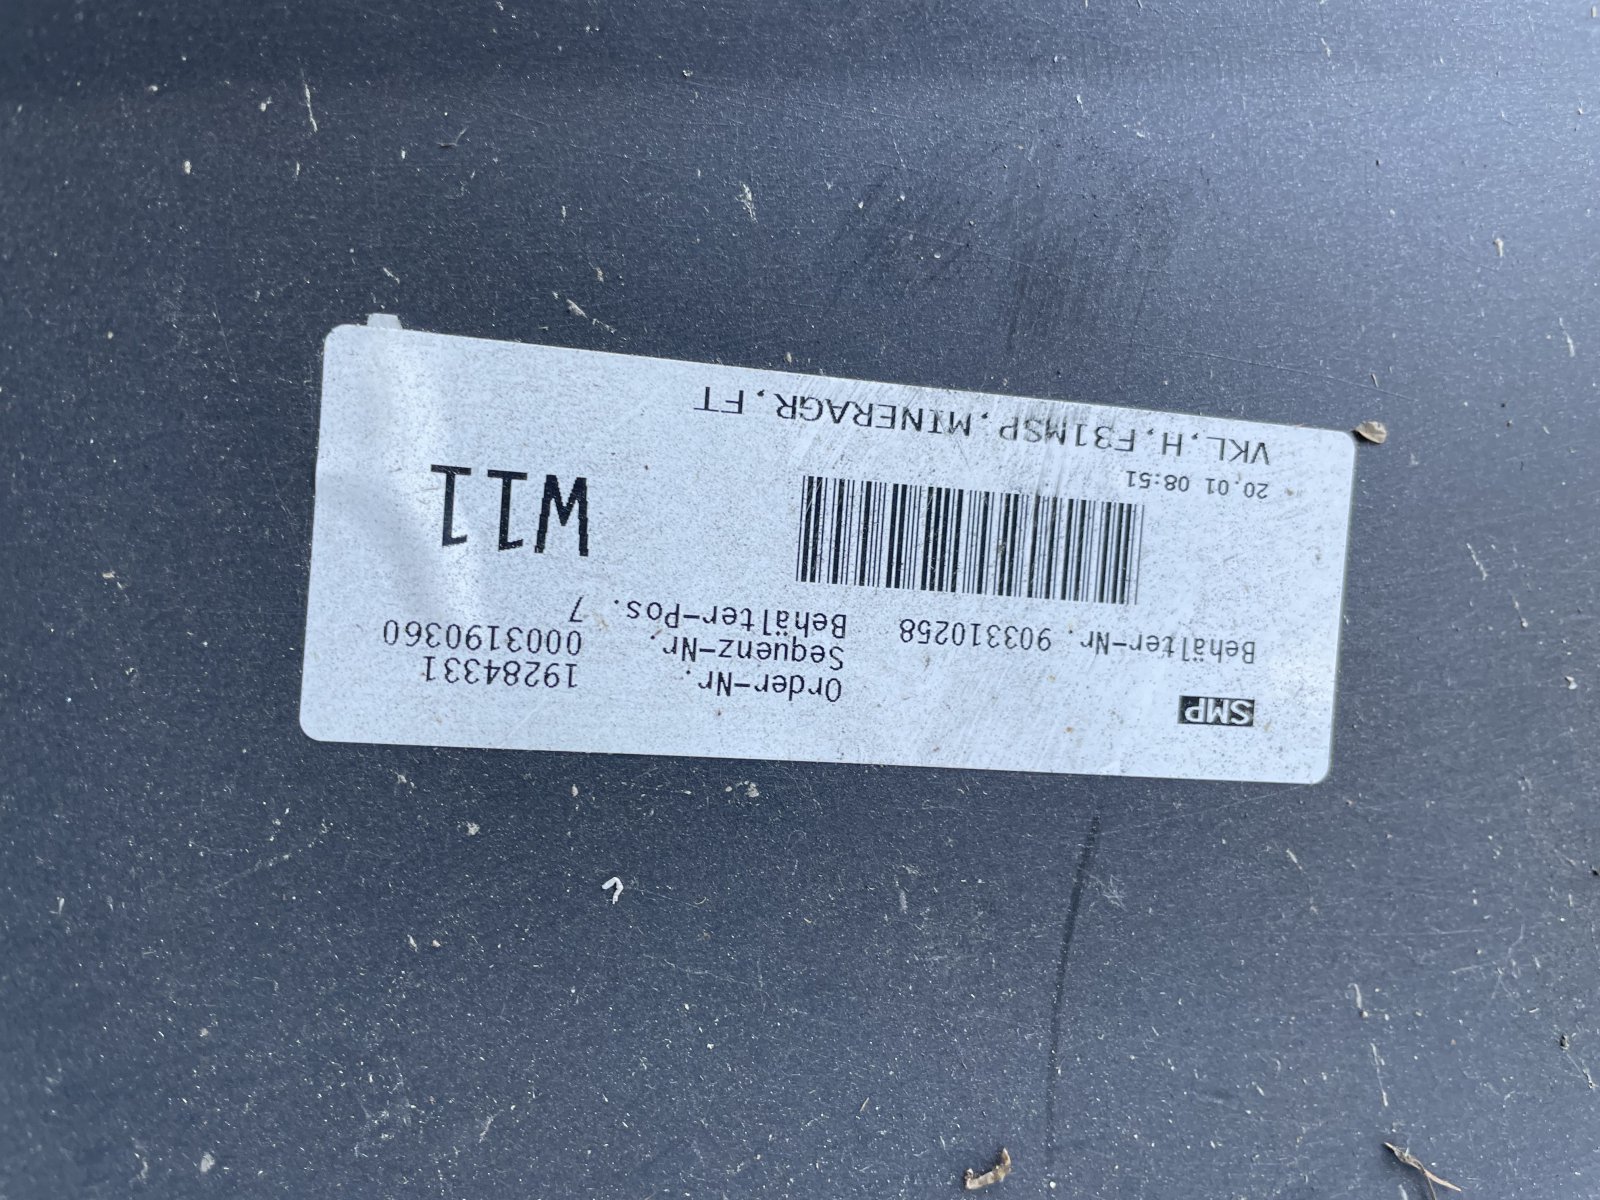 SMP
Order-Nr. 19284331
Sequenz-Nr. 0003190360
Behälter-Nr. 903310258 Behälter-Pos. 7
W11
20.01 08:51
VKL,H,F31MSP,MINERAGR,FT